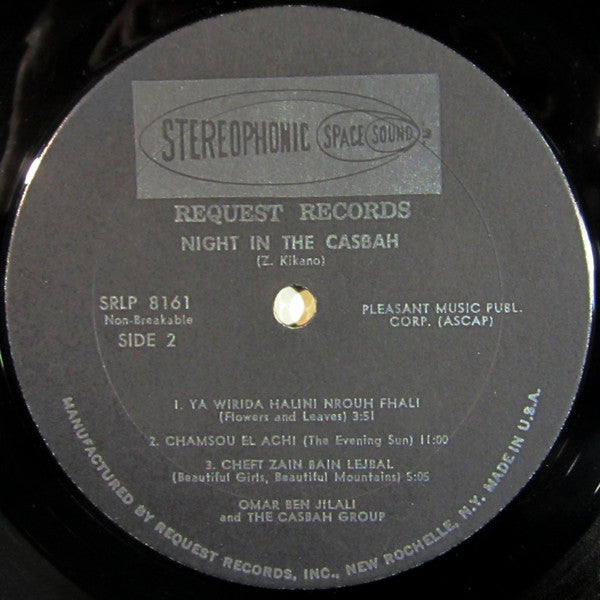 STEREOPHONIC SPACE SOUND
REQUEST RECORDS
NIGHT IN THE CASBAH
(Z. Kikano)
SRLP 8161
Non-Breakable
SIDE 2
PLEASANT MUSIC PUBL.
CORP. (ASCAP)
1. YA WIRIDA HALINI NROUH FHALI
(Flowers and Leaves) 3:51
2. CHAMSOU EL ACHI (The Evening Sun) 11:00
3. CHEFT ZAIN BAIN LEJBAL
(Beautiful Girls, Beautiful Mountains) 5:05
OMAR BEN JILALI
and THE CASBAH GROUP
MANUFACTURED BY REQUEST RECORDS, INC., NEW ROCHELLE, N.Y. MADE IN U.S.A.